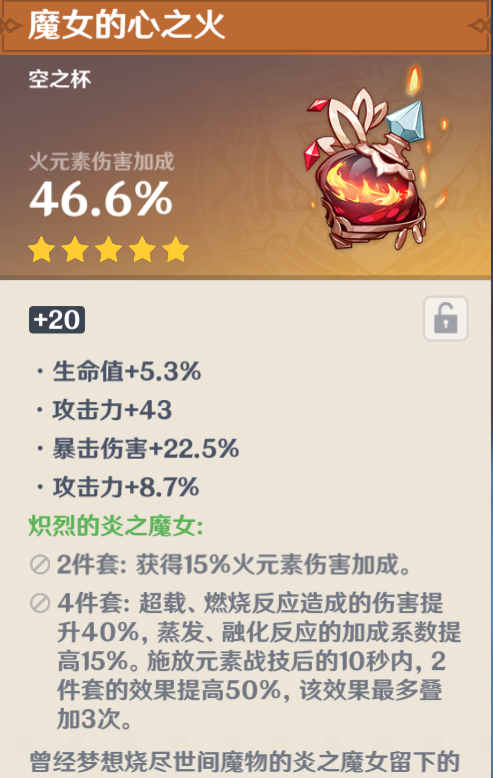 魔女的心之火
空之杯
火元素伤害加成
46.6%
+20
·生命值+5.3%
·攻击力+43
·暴击伤害+22.5%
·攻击力+8.7%
炽烈的炎之魔女:
2件套: 获得15%火元素伤害加成。
4件套: 超载、燃烧反应造成的伤害提
升40%, 蒸发、融化反应的加成系数提
高15%。施放元素战技后的10秒内, 2
件套的效果提高50%, 该效果最多叠
加3次。
曾经梦想烧尽世间魔物的炎之魔女留下的